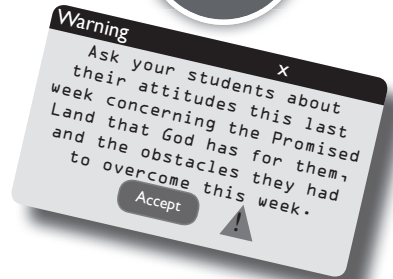 Warning
x
Ask your students about
their attitudes this last
week concerning the Promised
Land that God has for them,
and the obstacles they had
to overcome this week.
Accept
!